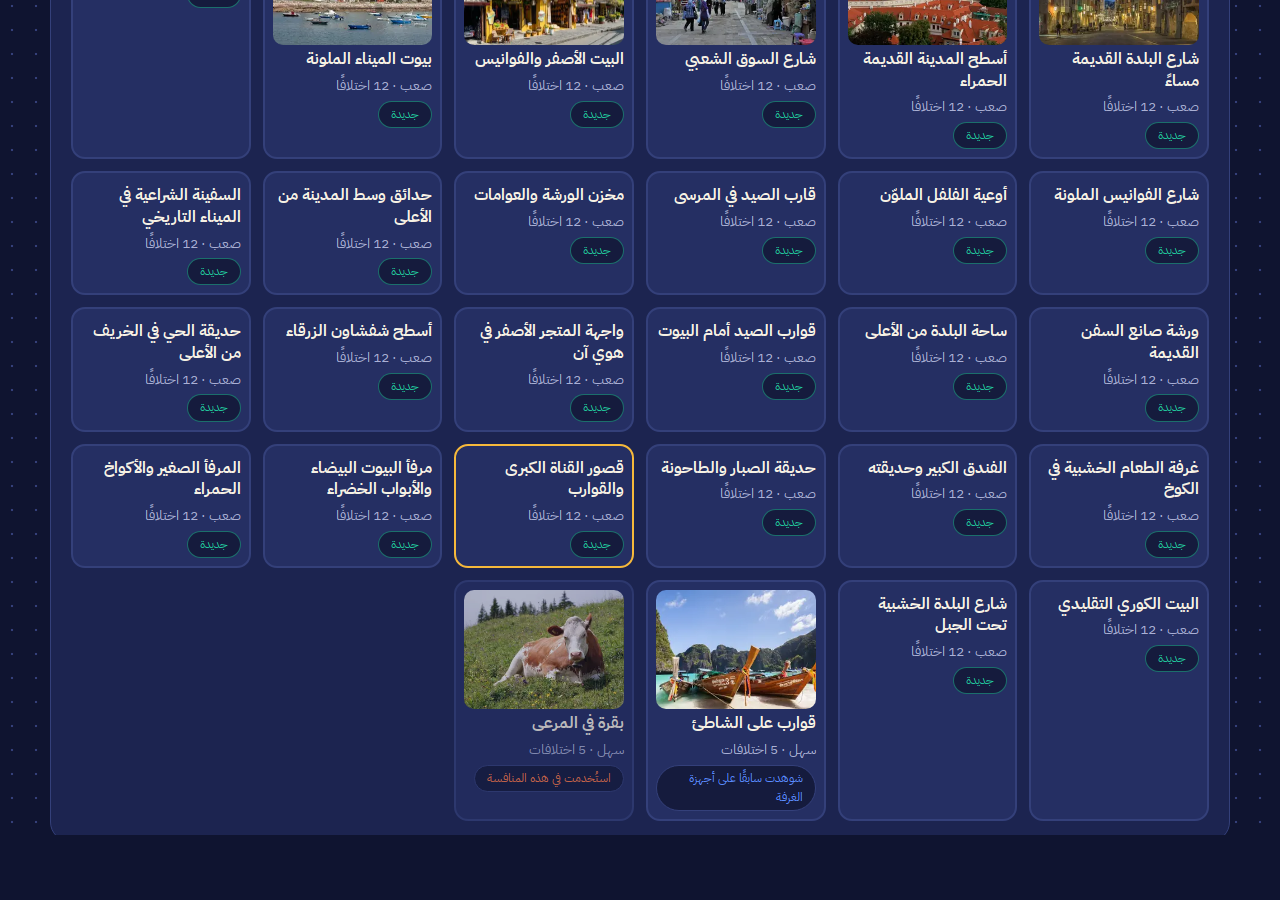 شارع البلدة القديمة
مساءً
صعب · 12 اختلافًا
جديدة
أسطح المدينة القديمة
الحمراء
صعب · 12 اختلافًا
جديدة
شارع السوق الشعبي
صعب · 12 اختلافًا
جديدة
البيت الأصفر والفوانيس
صعب · 12 اختلافًا
جديدة
بيوت الميناء الملونة
صعب · 12 اختلافًا
جديدة
شارع الفوانيس الملونة
صعب · 12 اختلافًا
جديدة
أوعية الفلفل الملوّن
صعب · 12 اختلافًا
جديدة
قارب الصيد في المرسى
صعب · 12 اختلافًا
جديدة
مخزن الورشة والعوامات
صعب · 12 اختلافًا
جديدة
حدائق وسط المدينة من
الأعلى
صعب · 12 اختلافًا
جديدة
السفينة الشراعية في
الميناء التاريخي
صعب · 12 اختلافًا
جديدة
ورشة صانع السفن
القديمة
صعب · 12 اختلافًا
جديدة
ساحة البلدة من الأعلى
صعب · 12 اختلافًا
جديدة
قوارب الصيد أمام البيوت
صعب · 12 اختلافًا
جديدة
واجهة المتجر الأصفر في
هوي آن
صعب · 12 اختلافًا
جديدة
أسطح شفشاون الزرقاء
صعب · 12 اختلافًا
جديدة
حديقة الحي في الخريف
من الأعلى
صعب · 12 اختلافًا
جديدة
غرفة الطعام الخشبية في
الكوخ
صعب · 12 اختلافًا
جديدة
الفندق الكبير وحديقته
صعب · 12 اختلافًا
جديدة
حديقة الصبار والطاحونة
صعب · 12 اختلافًا
جديدة
قصور القناة الكبرى
والقوارب
صعب · 12 اختلافًا
جديدة
مرفأ البيوت البيضاء
والأبواب الخضراء
صعب · 12 اختلافًا
جديدة
المرفأ الصغير والأكواخ
الحمراء
صعب · 12 اختلافًا
جديدة
البيت الكوري التقليدي
صعب · 12 اختلافًا
جديدة
شارع البلدة الخشبية
تحت الجبل
صعب · 12 اختلافًا
جديدة
قوارب على الشاطئ
سهل · 5 اختلافات
شوهدت سابقًا على أجهزة
الغرفة
بقرة في المرعى
سهل · 5 اختلافات
استُخدمت في هذه المنافسة